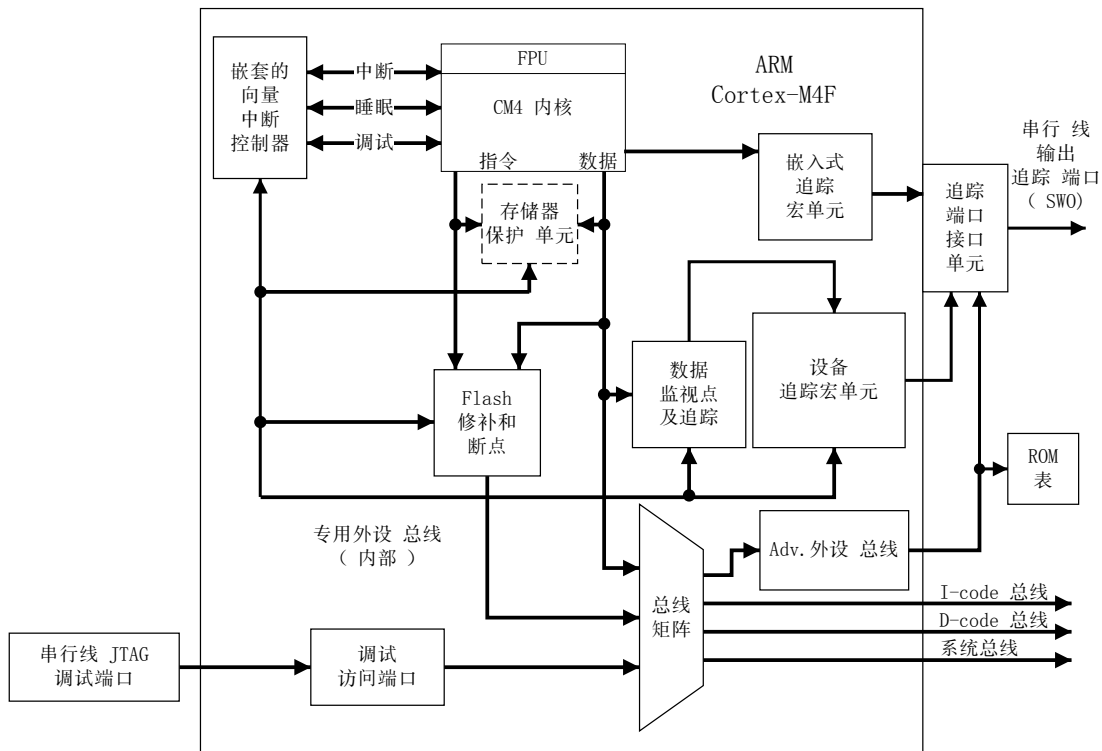 FPU
ARM
Cortex-M4F
嵌套的
向量
中断
控制器
中断
睡眠
调试
CM4 内核
指令
数据
串行 线
输出
追踪 端口
( SWO)
嵌入式
追踪
宏单元
追踪
端口
接口
单元
存储器
保护 单元
Flash
修补和
断点
数据
监视点
及追踪
设备
追踪宏单元
ROM
表
专用外设 总线
( 内部 )
Adv.外设 总线
总线
矩阵
I-code 总线
D-code 总线
系统总线
串行线 JTAG
调试端口
调试
访问端口